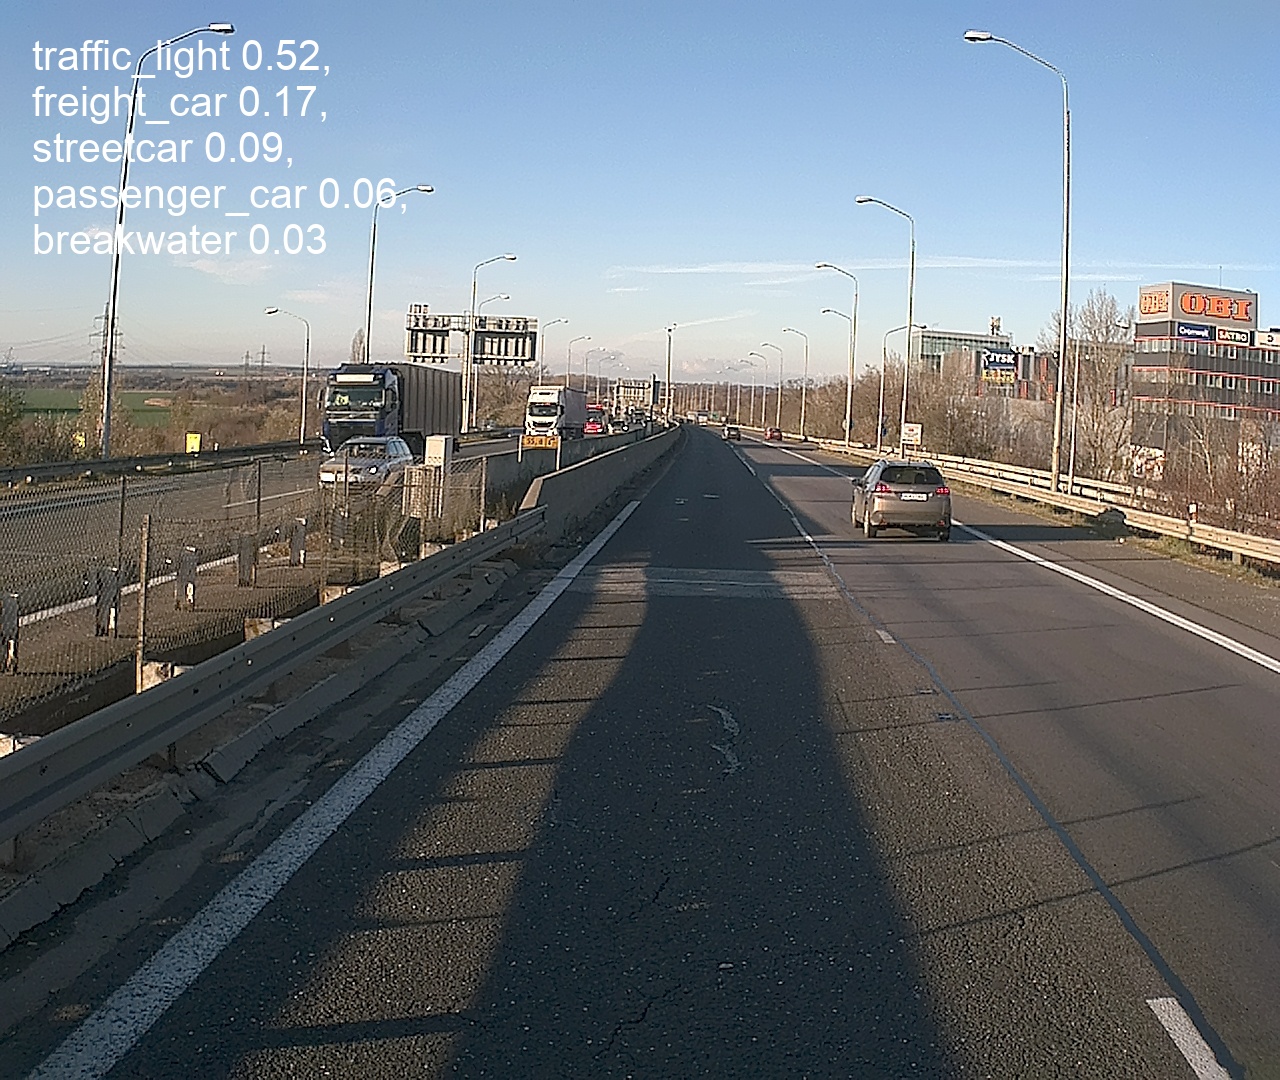 traffic_light 0.52,
freight_car 0.17,
streetcar 0.09,
passenger_car 0.06,
breakwater 0.03
OBI
JYSK